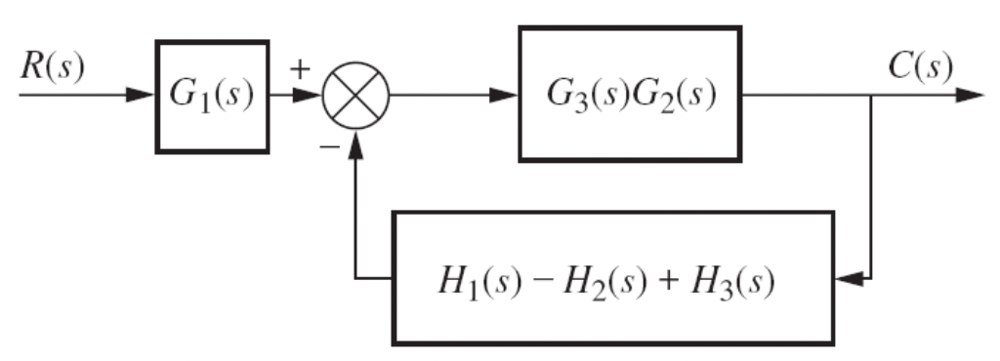 R(s)
G₁(s)
+
−
G₃(s)G₂(s)
C(s)
H₁(s) − H₂(s) + H₃(s)